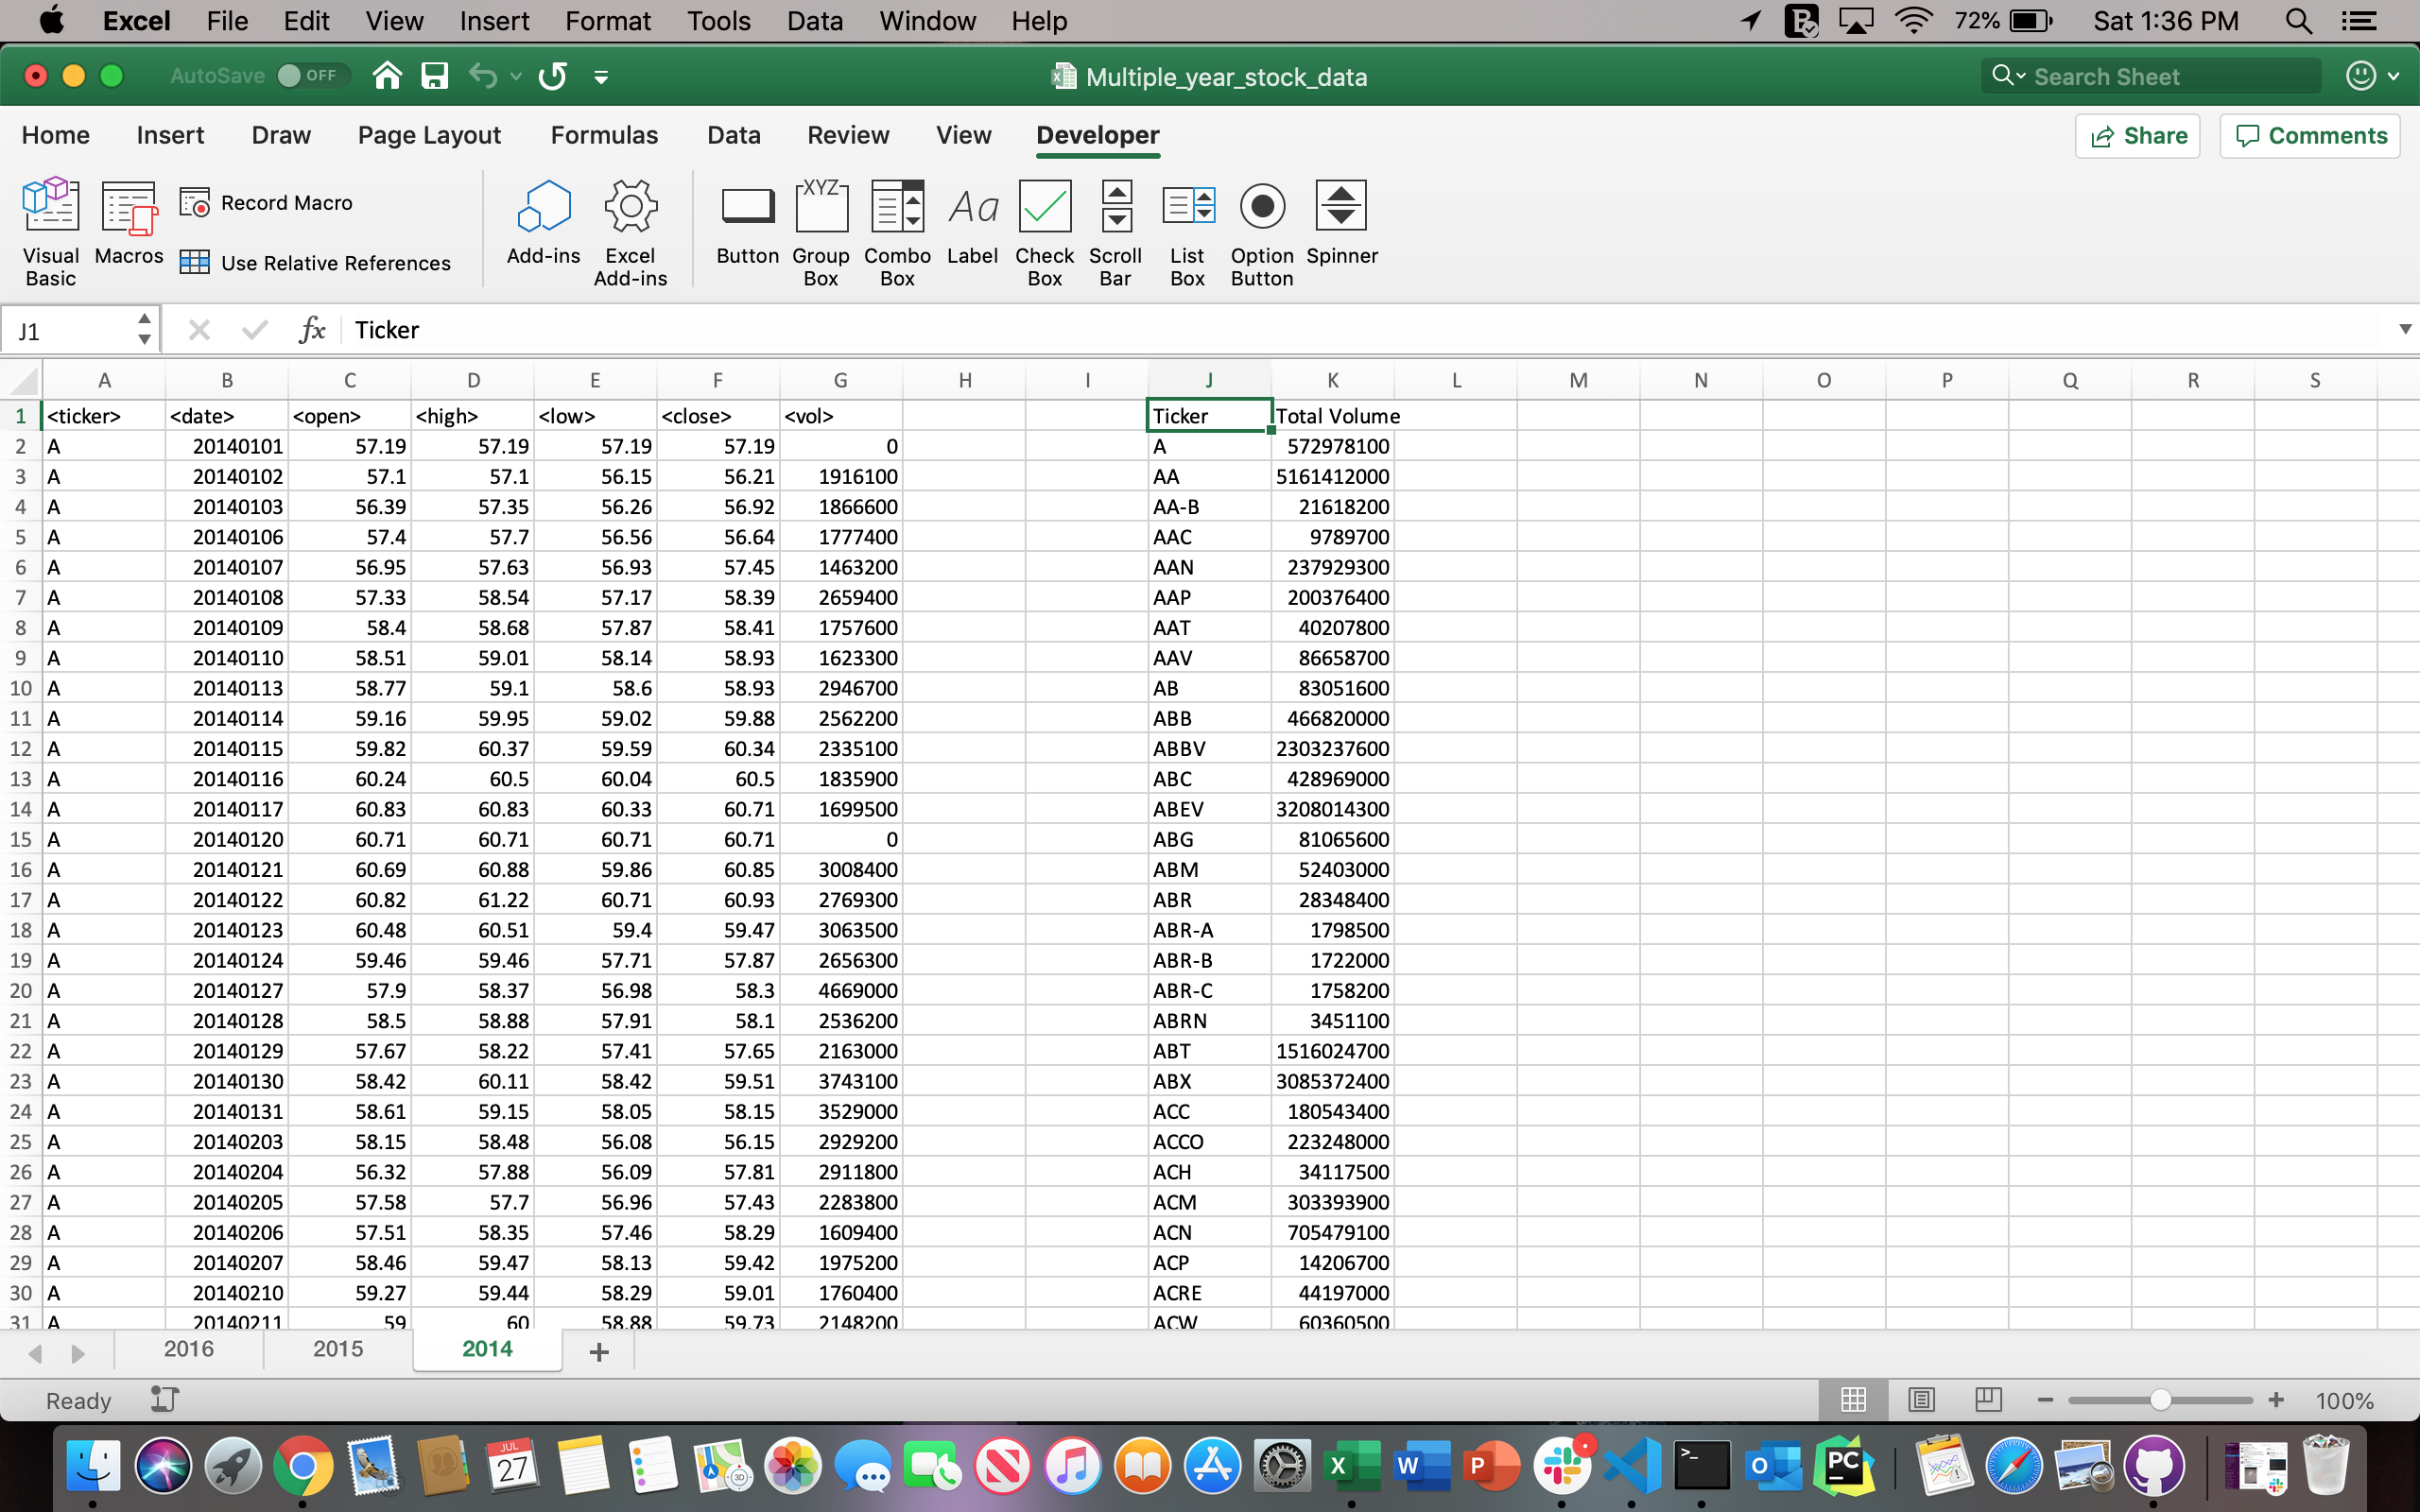 Excel File Edit View Insert Format Tools Data Window Help 72% Sat 1:36 PM
AutoSave OFF Multiple_year_stock_data Search Sheet
Home Insert Draw Page Layout Formulas Data Review View Developer Share Comments
Record Macro XYZ Aa
Visual Basic Macros Use Relative References Add-ins Excel Add-ins Button Group Box Combo Box Label Check Box Scroll Bar List Box Option Button Spinner
J1 fx Ticker
A B C D E F G H I J K L M N O P Q R S
1 <ticker> <date> <open> <high> <low> <close> <vol> Ticker Total Volume
2 A 20140101 57.19 57.19 57.19 57.19 0 A 572978100
3 A 20140102 57.1 57.1 56.15 56.21 1916100 AA 5161412000
4 A 20140103 56.39 57.35 56.26 56.92 1866600 AA-B 21618200
5 A 20140106 57.4 57.7 56.56 56.64 1777400 AAC 9789700
6 A 20140107 56.95 57.63 56.93 57.45 1463200 AAN 237929300
7 A 20140108 57.33 58.54 57.17 58.39 2659400 AAP 200376400
8 A 20140109 58.4 58.68 57.87 58.41 1757600 AAT 40207800
9 A 20140110 58.51 59.01 58.14 58.93 1623300 AAV 86658700
10 A 20140113 58.77 59.1 58.6 58.93 2946700 AB 83051600
11 A 20140114 59.16 59.95 59.02 59.88 2562200 ABB 466820000
12 A 20140115 59.82 60.37 59.59 60.34 2335100 ABBV 2303237600
13 A 20140116 60.24 60.5 60.04 60.5 1835900 ABC 428969000
14 A 20140117 60.83 60.83 60.33 60.71 1699500 ABEV 3208014300
15 A 20140120 60.71 60.71 60.71 60.71 0 ABG 81065600
16 A 20140121 60.69 60.88 59.86 60.85 3008400 ABM 52403000
17 A 20140122 60.82 61.22 60.71 60.93 2769300 ABR 28348400
18 A 20140123 60.48 60.51 59.4 59.47 3063500 ABR-A 1798500
19 A 20140124 59.46 59.46 57.71 57.87 2656300 ABR-B 1722000
20 A 20140127 57.9 58.37 56.98 58.3 4669000 ABR-C 1758200
21 A 20140128 58.5 58.88 57.91 58.1 2536200 ABRN 3451100
22 A 20140129 57.67 58.22 57.41 57.65 2163000 ABT 1516024700
23 A 20140130 58.42 60.11 58.42 59.51 3743100 ABX 3085372400
24 A 20140131 58.61 59.15 58.05 58.15 3529000 ACC 180543400
25 A 20140203 58.15 58.48 56.08 56.15 2929200 ACCO 223248000
26 A 20140204 56.32 57.88 56.09 57.81 2911800 ACH 34117500
27 A 20140205 57.58 57.7 56.96 57.43 2283800 ACM 303393900
28 A 20140206 57.51 58.35 57.46 58.29 1609400 ACN 705479100
29 A 20140207 58.46 59.47 58.13 59.42 1975200 ACP 14206700
30 A 20140210 59.27 59.44 58.29 59.01 1760400 ACRE 44197000
31 A 20140211 59 60 58.88 59.73 2148200 ACW 60360500
2016 2015 2014 +
Ready 100%
JUL
27 3D X W P >_ O PC